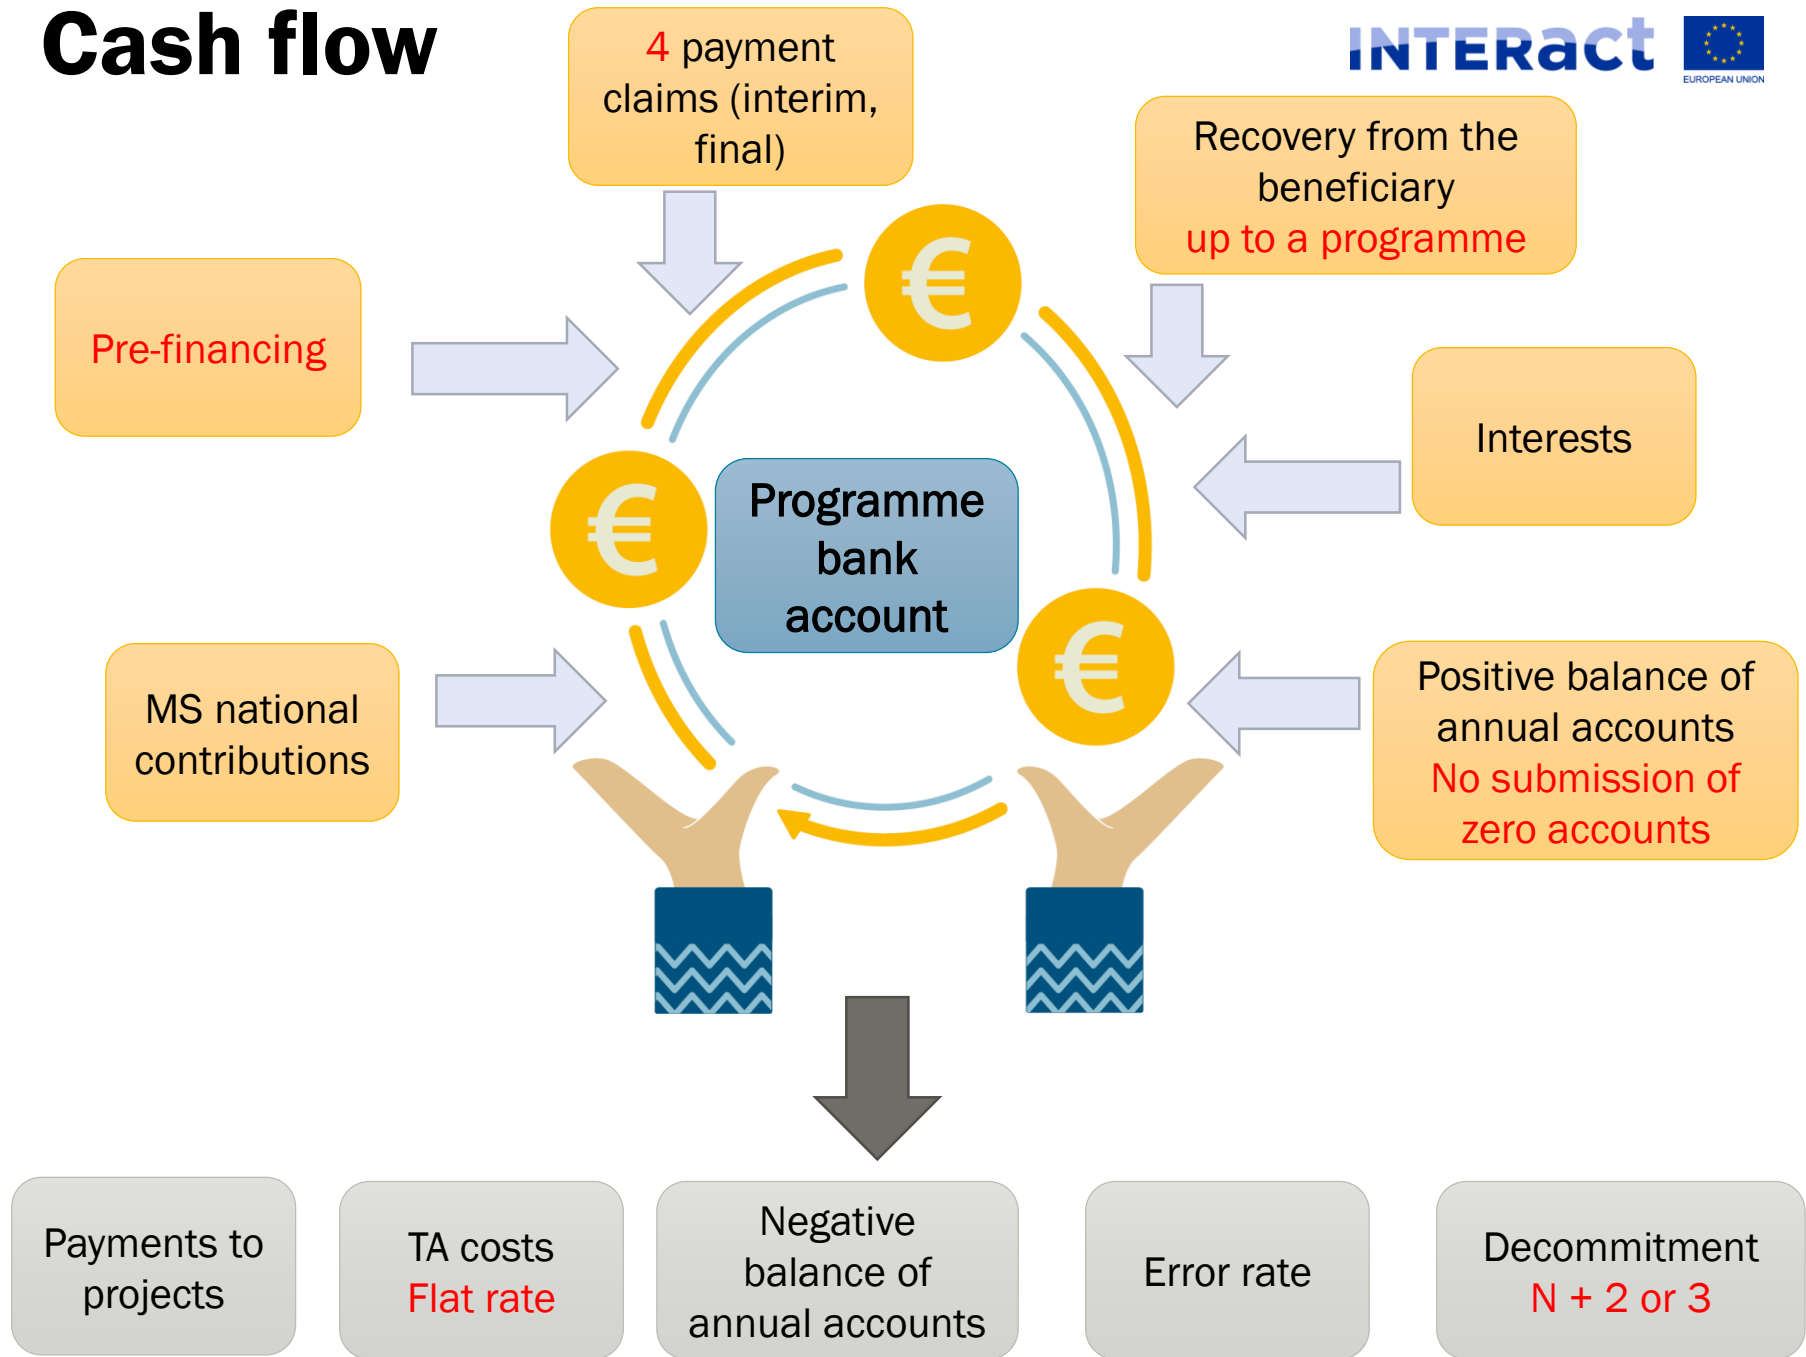 Cash flow
INTERact
EUROPEAN UNION
4 payment
claims (interim,
final)
Recovery from the
beneficiary
up to a programme
Pre-financing
Interests
€
€
€
Programme
bank
account
MS national
contributions
Positive balance of
annual accounts
No submission of
zero accounts
Payments to
projects
TA costs
Flat rate
Negative
balance of
annual accounts
Error rate
Decommitment
N + 2 or 3